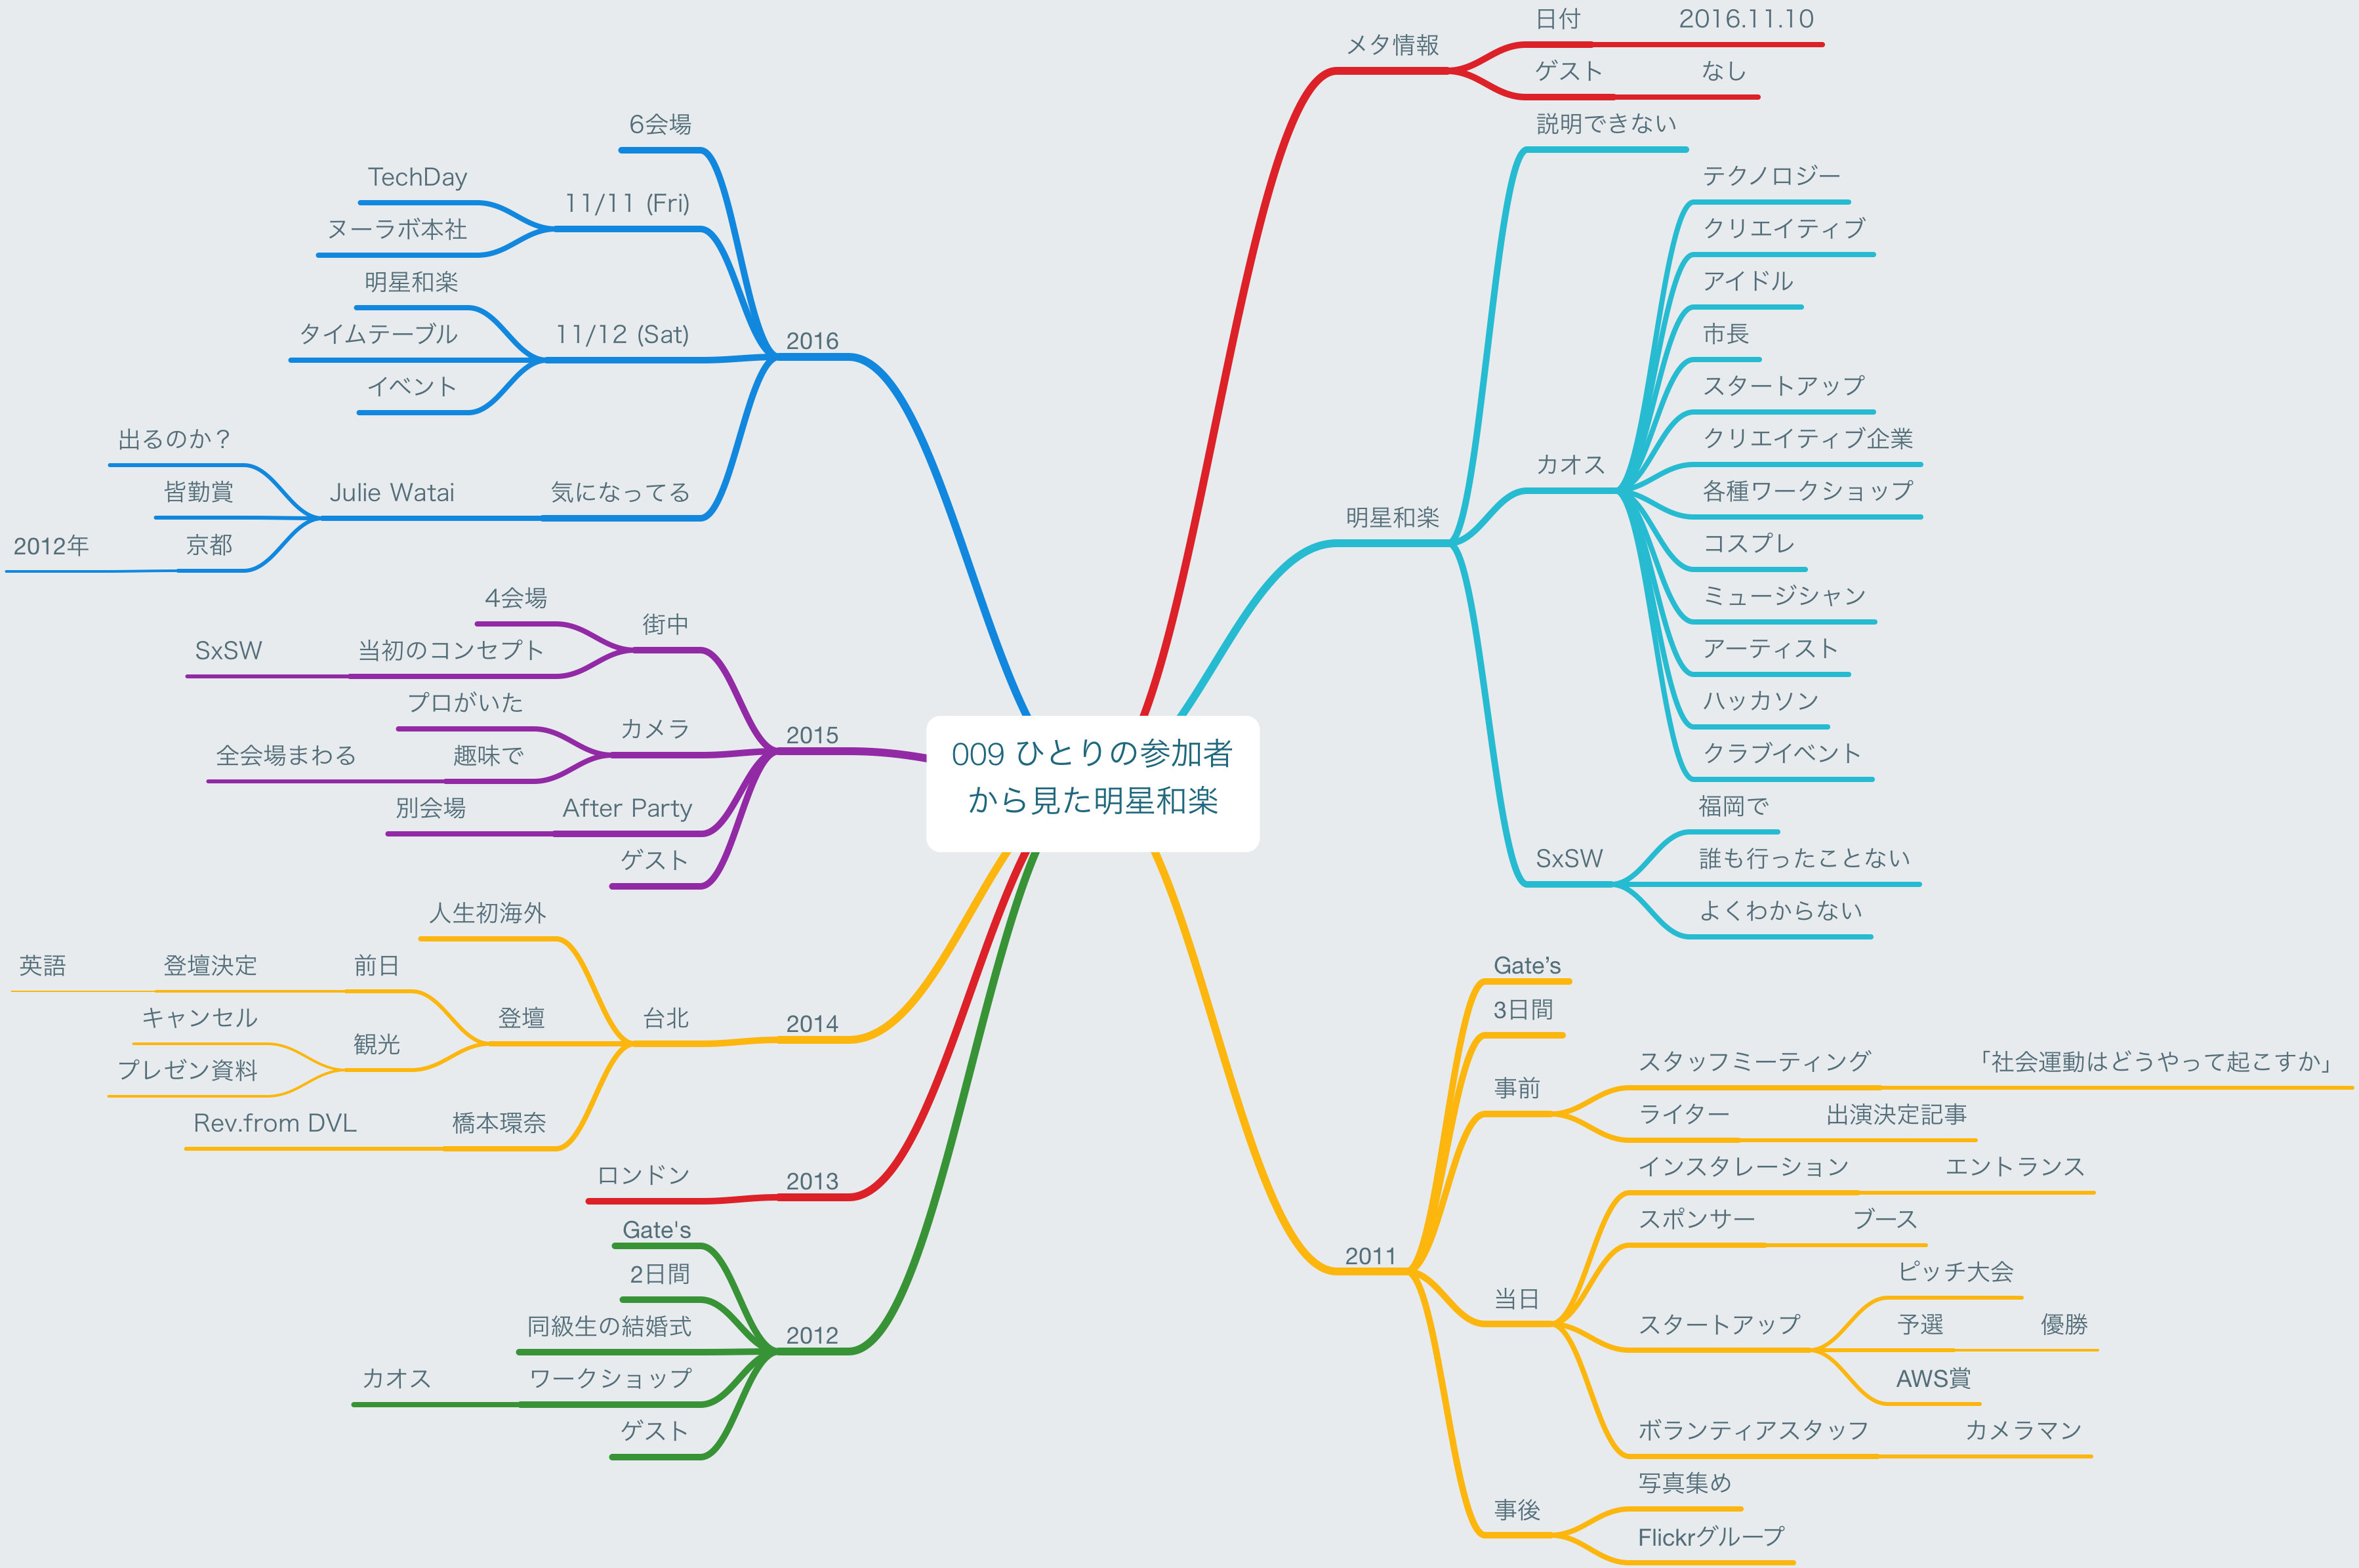 009 ひとりの参加者
から見た明星和楽
メタ情報
日付
2016.11.10
ゲスト
なし
明星和楽
説明できない
カオス
テクノロジー
クリエイティブ
アイドル
市長
スタートアップ
クリエイティブ企業
各種ワークショップ
コスプレ
ミュージシャン
アーティスト
ハッカソン
クラブイベント
SxSW
福岡で
誰も行ったことない
よくわからない
2011
Gate’s
3日間
事前
スタッフミーティング
「社会運動はどうやって起こすか」
ライター
出演決定記事
当日
インスタレーション
エントランス
スポンサー
ブース
スタートアップ
ピッチ大会
予選
優勝
AWS賞
ボランティアスタッフ
カメラマン
事後
写真集め
Flickrグループ
2016
6会場
11/11 (Fri)
TechDay
ヌーラボ本社
11/12 (Sat)
明星和楽
タイムテーブル
イベント
気になってる
Julie Watai
出るのか？
皆勤賞
京都
2012年
2015
街中
4会場
当初のコンセプト
SxSW
カメラ
プロがいた
趣味で
全会場まわる
After Party
別会場
ゲスト
2014
台北
人生初海外
登壇
前日
登壇決定
英語
観光
キャンセル
プレゼン資料
橋本環奈
Rev.from DVL
2013
ロンドン
2012
Gate's
2日間
同級生の結婚式
ワークショップ
カオス
ゲスト